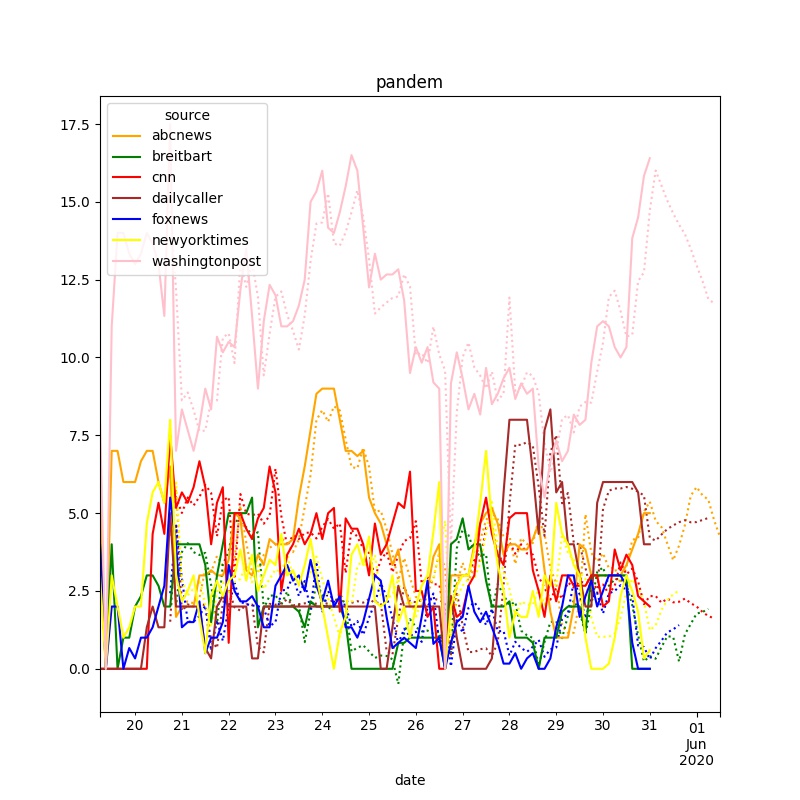 pandem
source
abcnews
breitbart
cnn
dailycaller
foxnews
newyorktimes
washingtonpost
17.5
15.0
12.5
10.0
7.5
5.0
2.5
0.0
20 21 22 23 24 25 26 27 28 29 30 31 01
Jun
2020
date